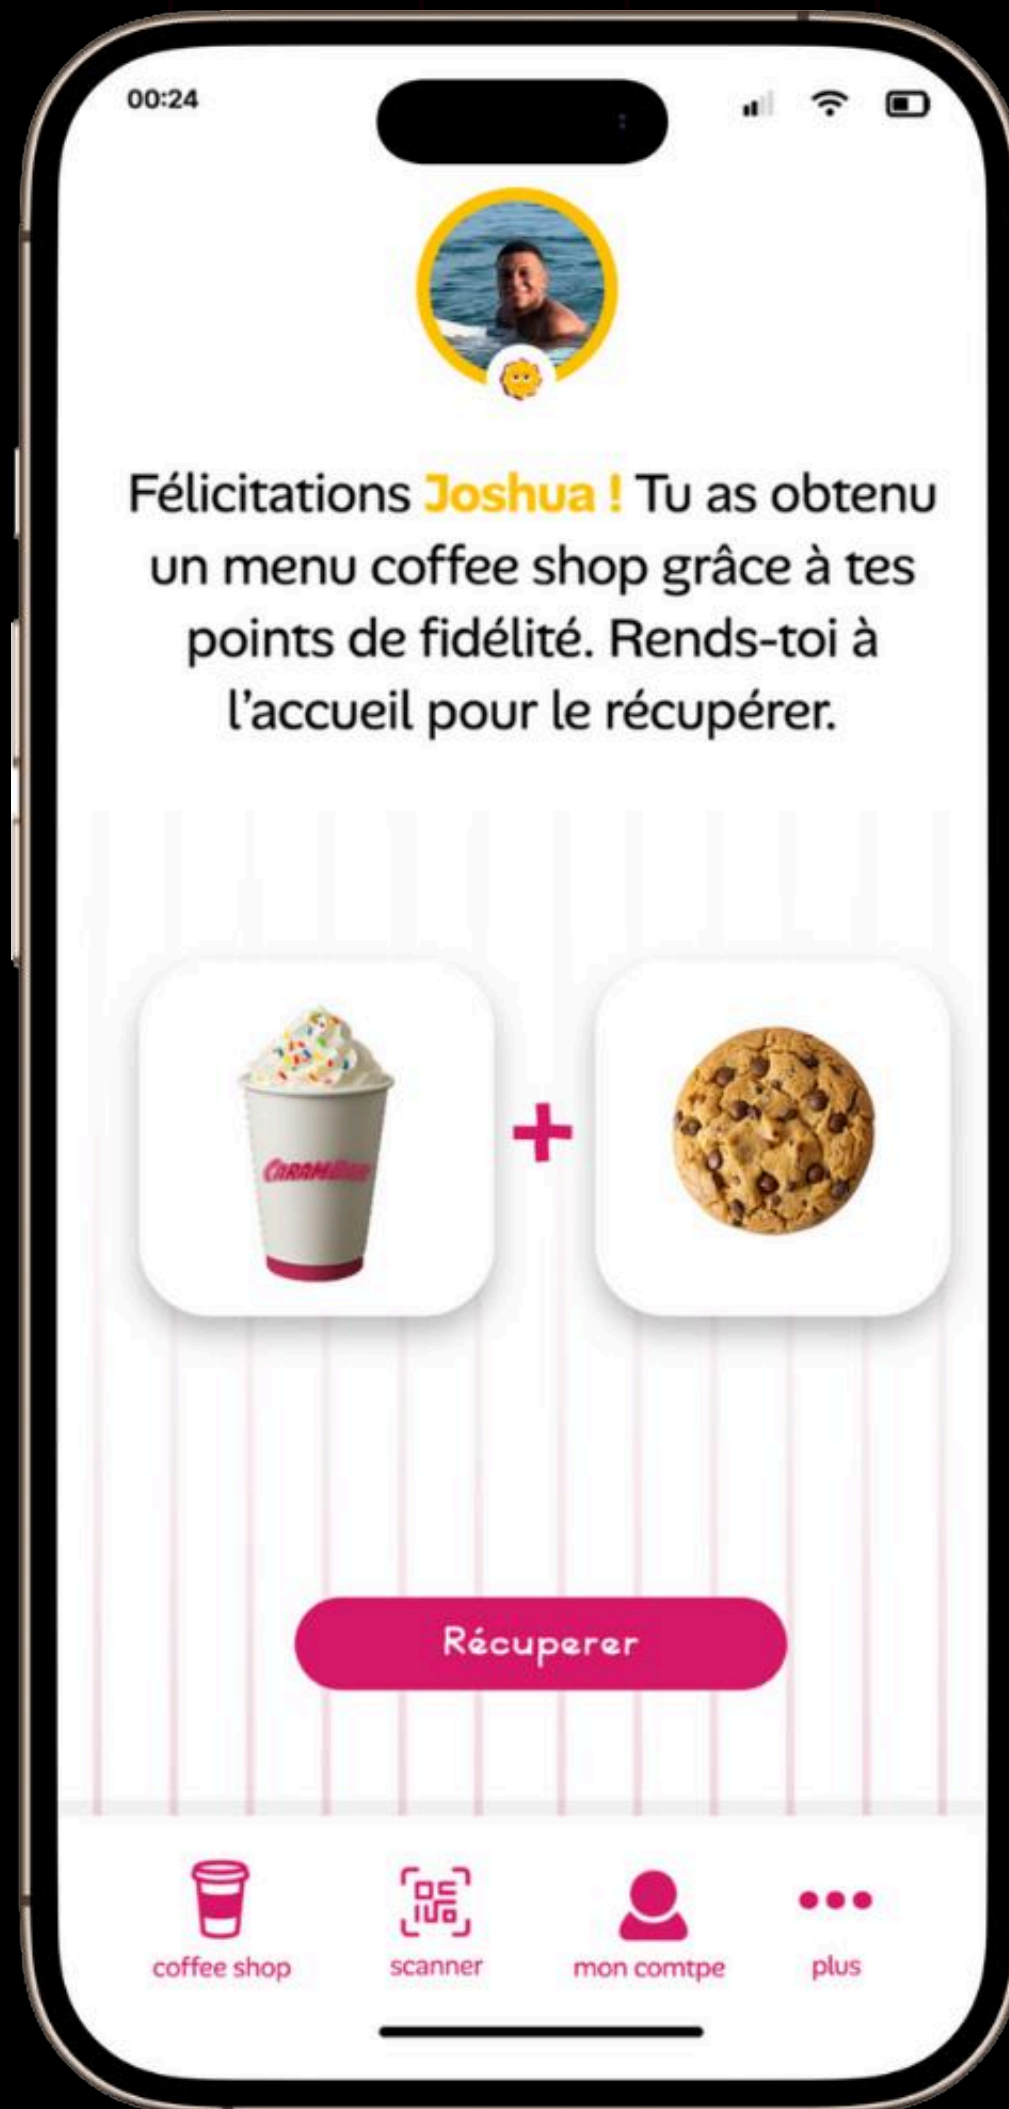 00:24
Félicitations Joshua ! Tu as obtenu
un menu coffee shop grâce à tes
points de fidélité. Rends-toi à
l’accueil pour le récupérer.
CARAMBAR
+
Récuperer
coffee shop
scanner
mon comtpe
plus